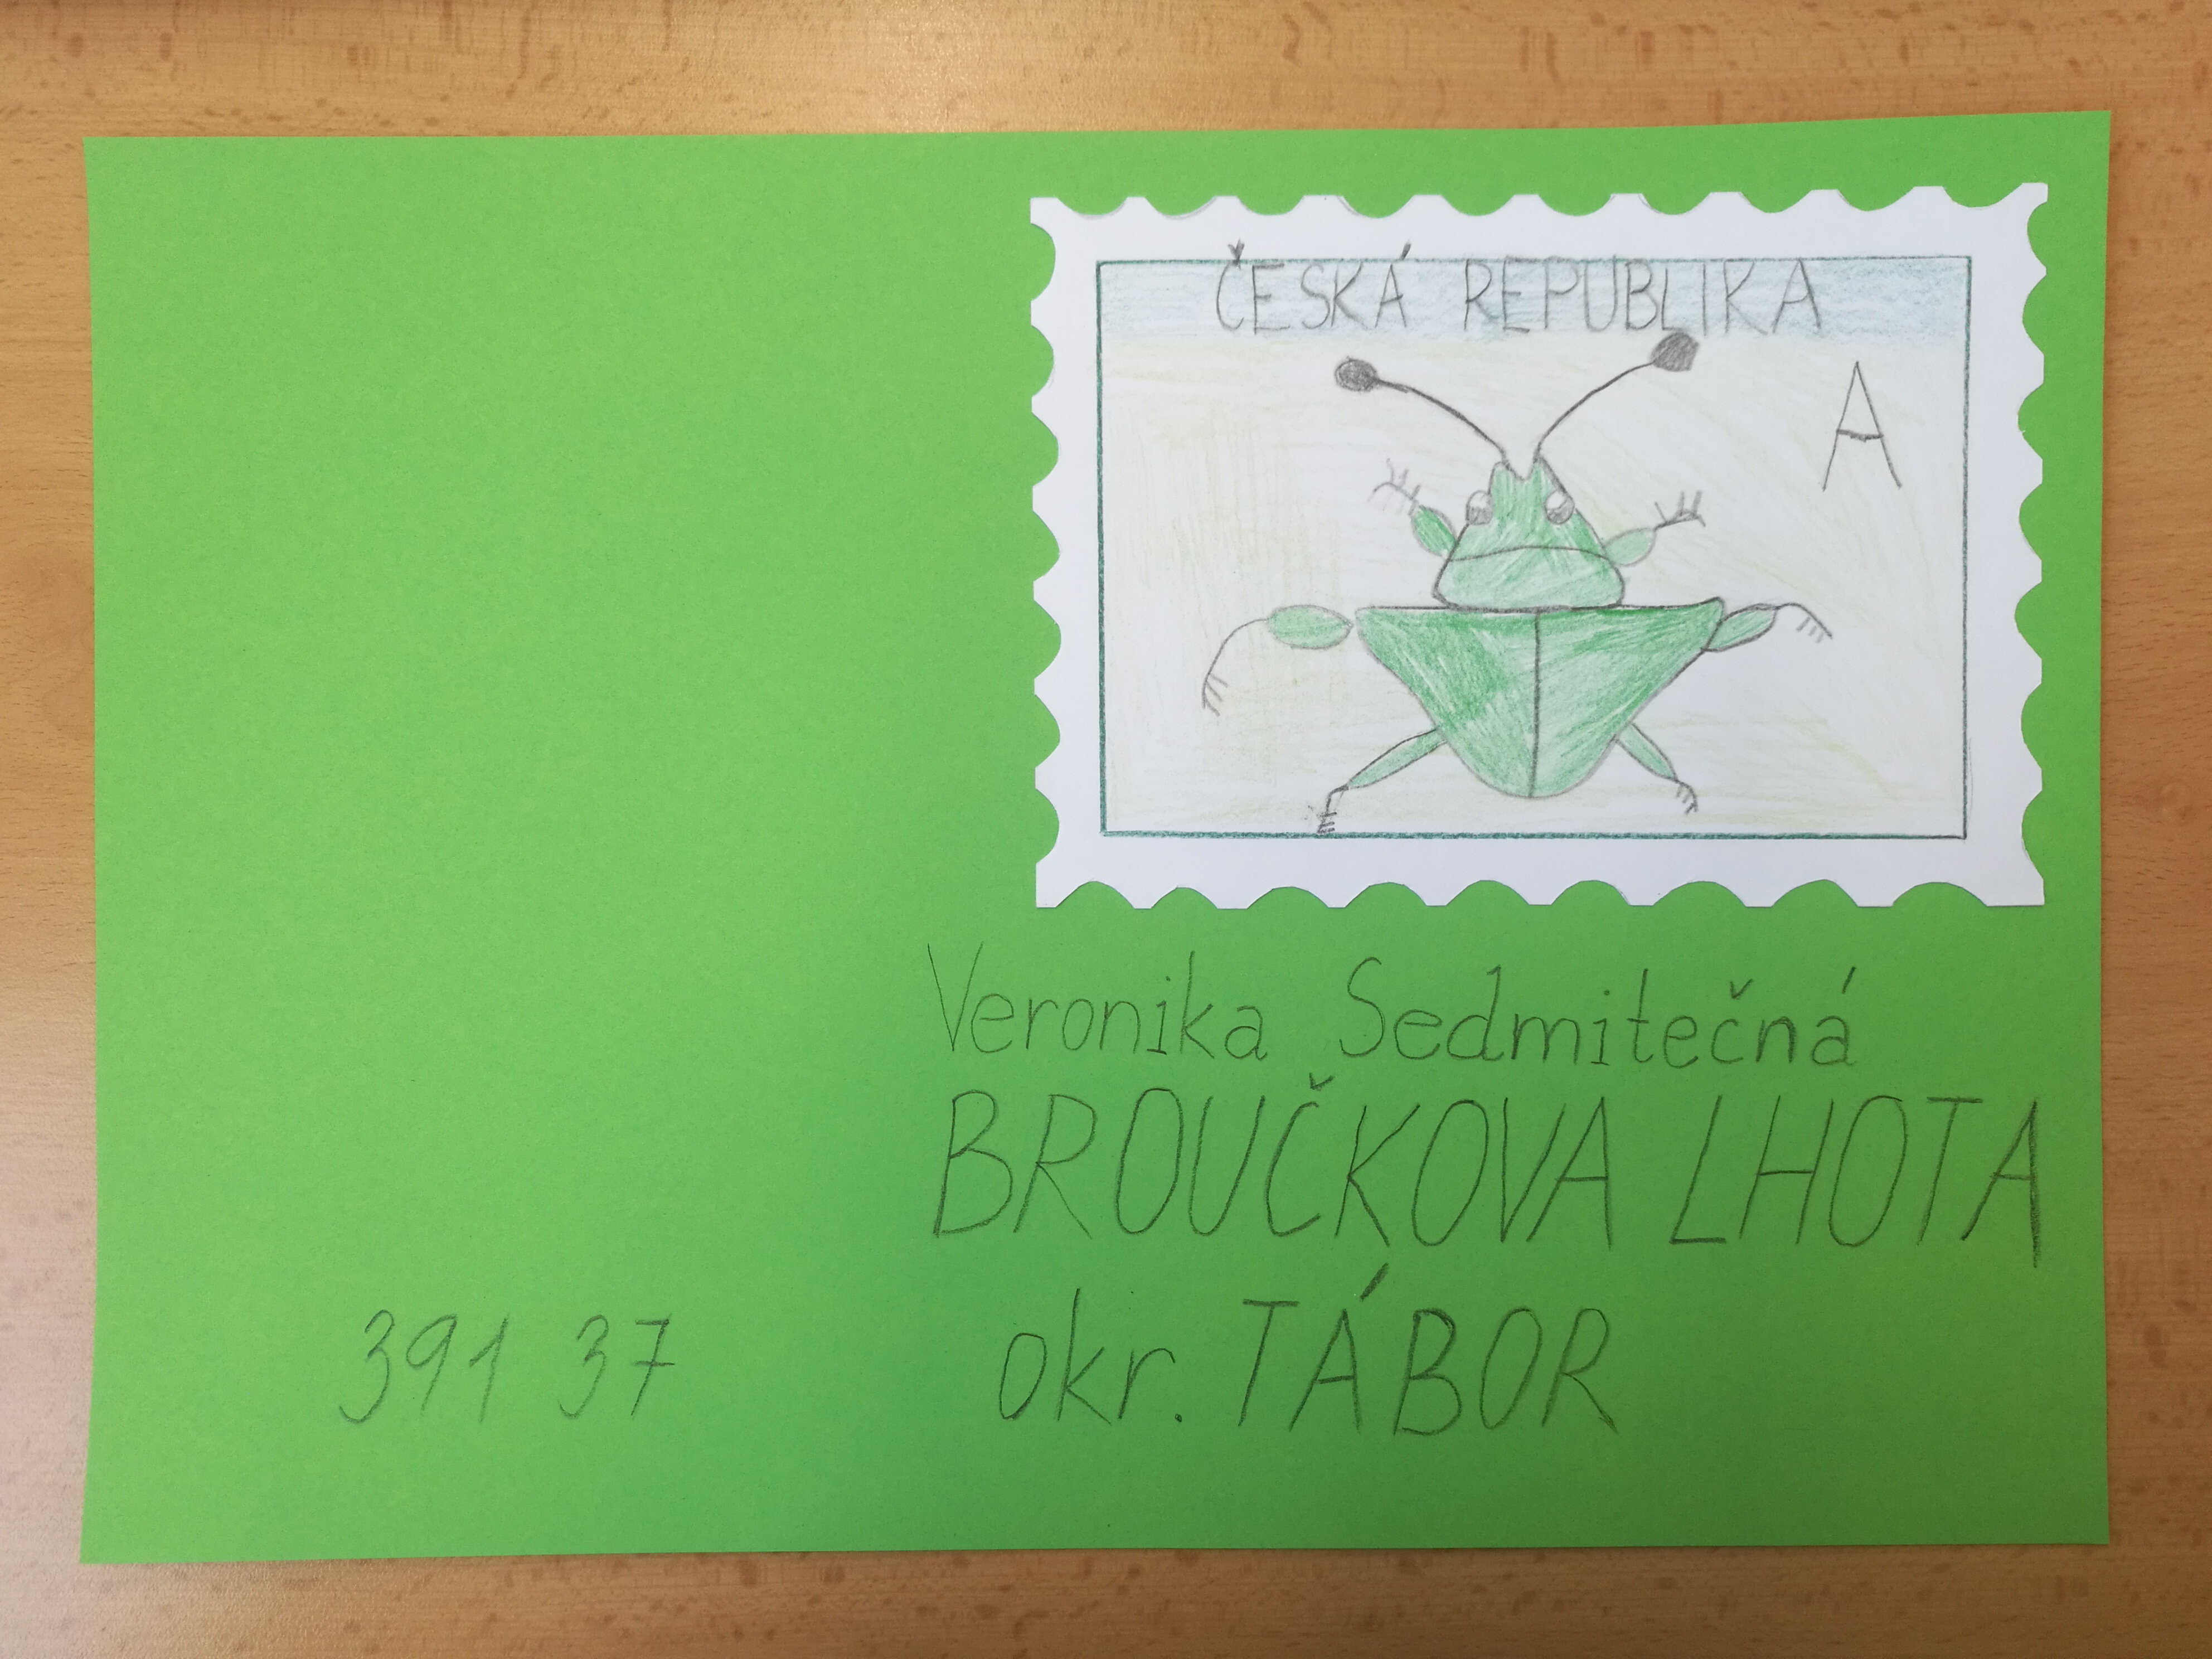 ČESKÁ REPUBLIKA
A
Veronika Sedmitečná
BROUČKOVA LHOTA
okr. TÁBOR
391 37